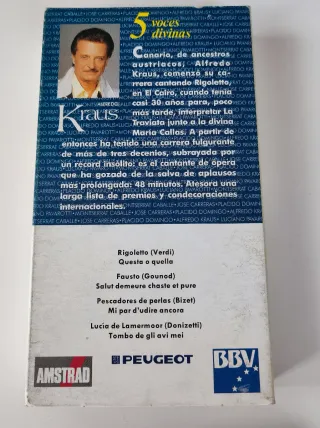 5 voces
divinas
Canario, de ancestros
austriacos, Alfredo
Kraus, comenzó su ca-
rrera cantando Rigoletto,
en El Cairo, cuando tenía
casi 30 años para, poco
más tarde, interpretar La
Traviata junto a la divina
María Callas. A partir de
entonces ha tenido una carrera fulgurante
de más de tres decenios, subrayada por
un récord insólito: es el cantante de ópera
que ha gozado de la salva de aplausos
más prolongada: 48 minutos. Atesora una
larga lista de premios y condecoraciones
internacionales.
ALFREDO
Kraus
Rigoletto (Verdi)
Questa o quella
Fausto (Gounod)
Salut demeure chaste et pure
Pescadores de perlas (Bizet)
Mi par d'udire ancora
Lucia de Lamermoor (Donizetti)
Tombo de gli avi mei
AMSTRAD
PEUGEOT
BBV